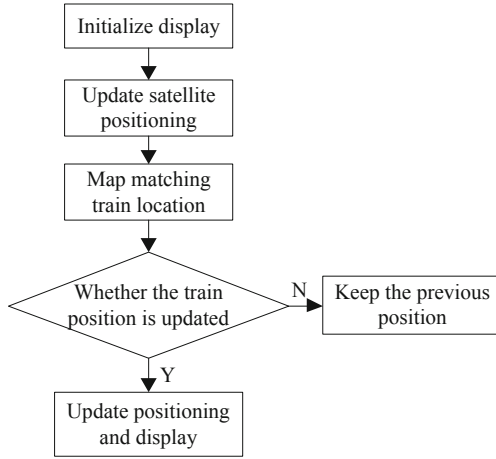 Initialize display
Update satellite
positioning
Map matching
train location
Whether the train
position is updated
N
Keep the previous
position
Y
Update positioning
and display